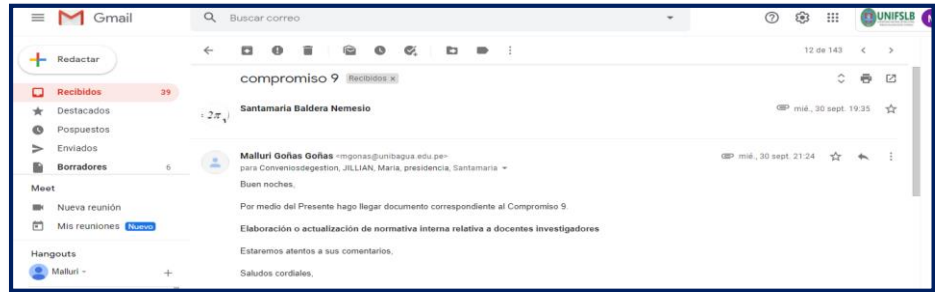 Gmail
Buscar correo
UNIFSLB
Redactar
12 de 143
compromiso 9 Recibidos x
Recibidos 39
Destacados
Santamaria Baldera Nemesio
mié., 30 sept. 19:35
Pospuestos
Enviados
Borradores 6
Malluri Goñas Goñas <mgonas@unibagua.edu.pe>
mié., 30 sept. 21:24
para Conveniosdegestion, JILLIAN, Maria, presidencia, Santamaria
Meet
Buen noches,
Nueva reunión
Por medio del Presente hago llegar documento correspondiente al Compromiso 9.
Mis reuniones Nuevo
Elaboración o actualización de normativa interna relativa a docentes investigadores
Hangouts
Estaremos atentos a sus comentarios,
Malluri
Saludos cordiales,